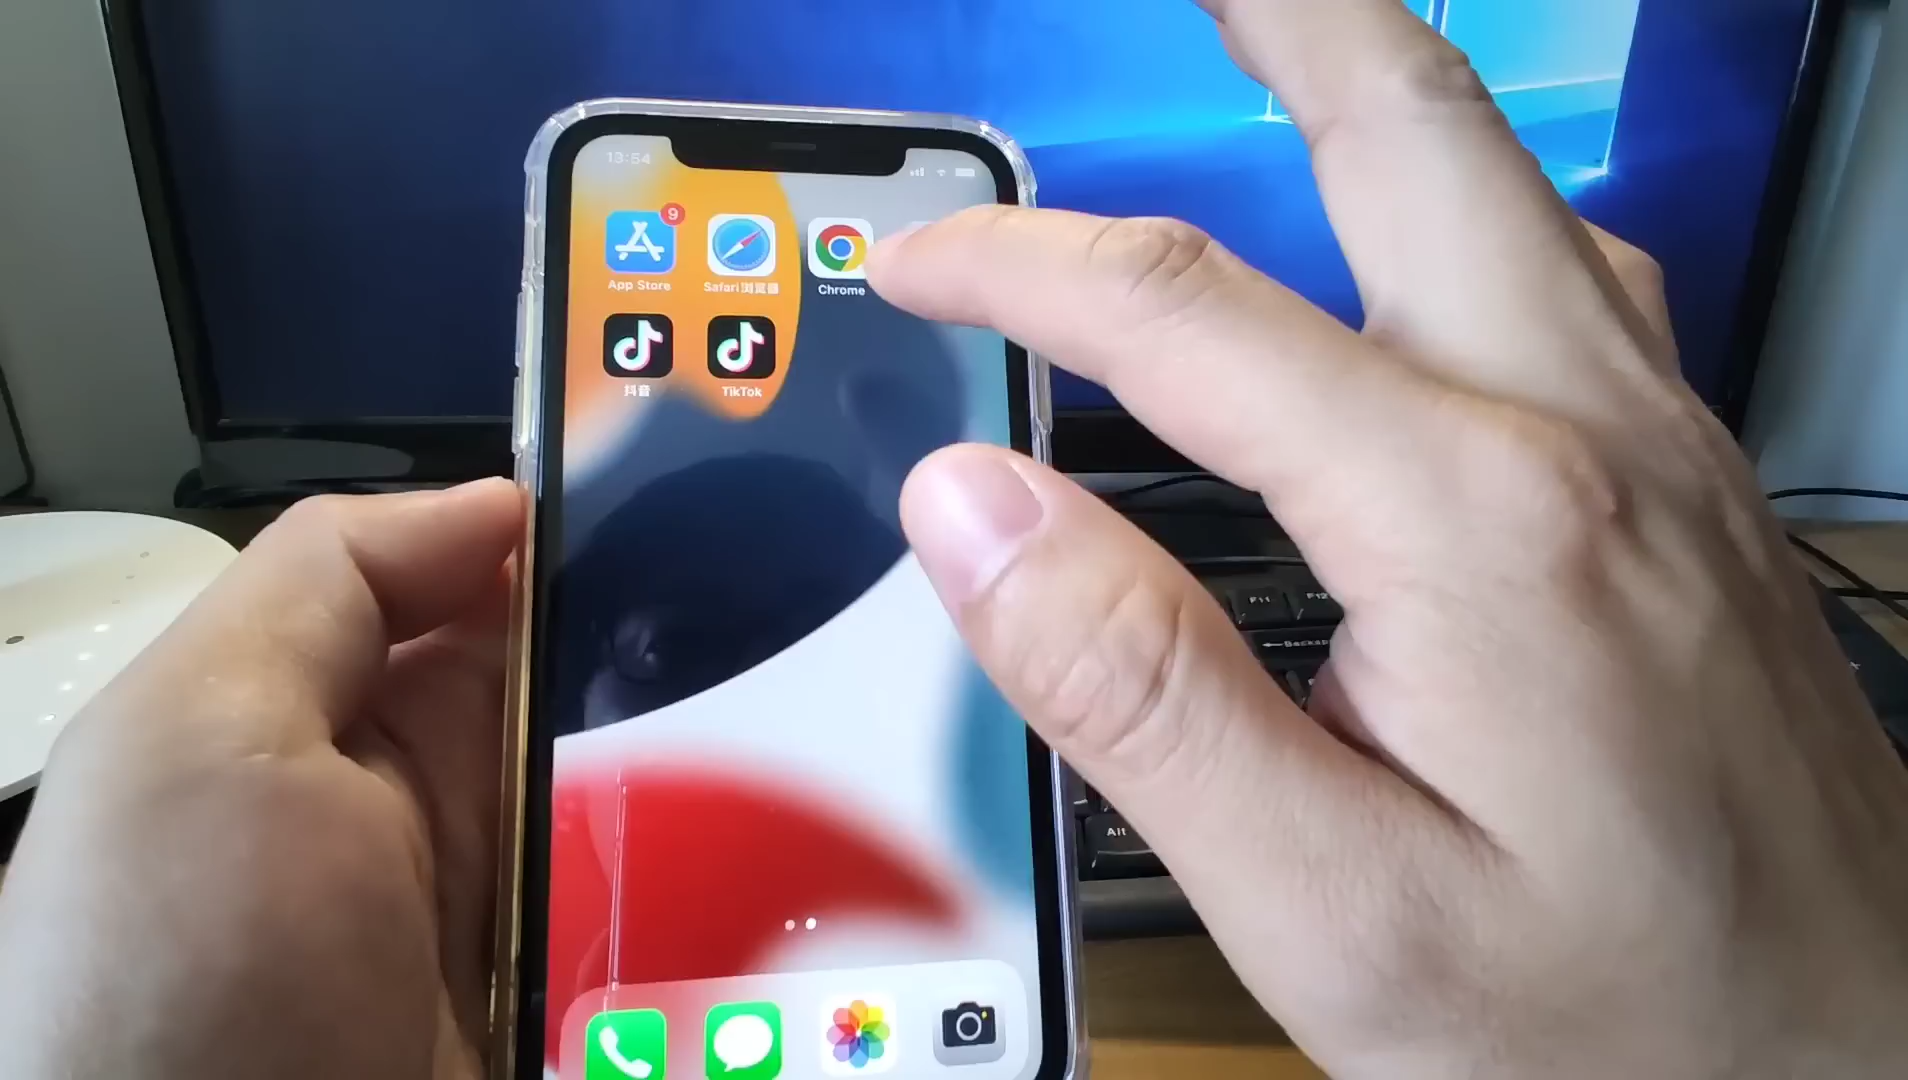 13:54
9
App Store
Safari浏览器
Chrome
抖音
TikTok
F11
F12
Alt